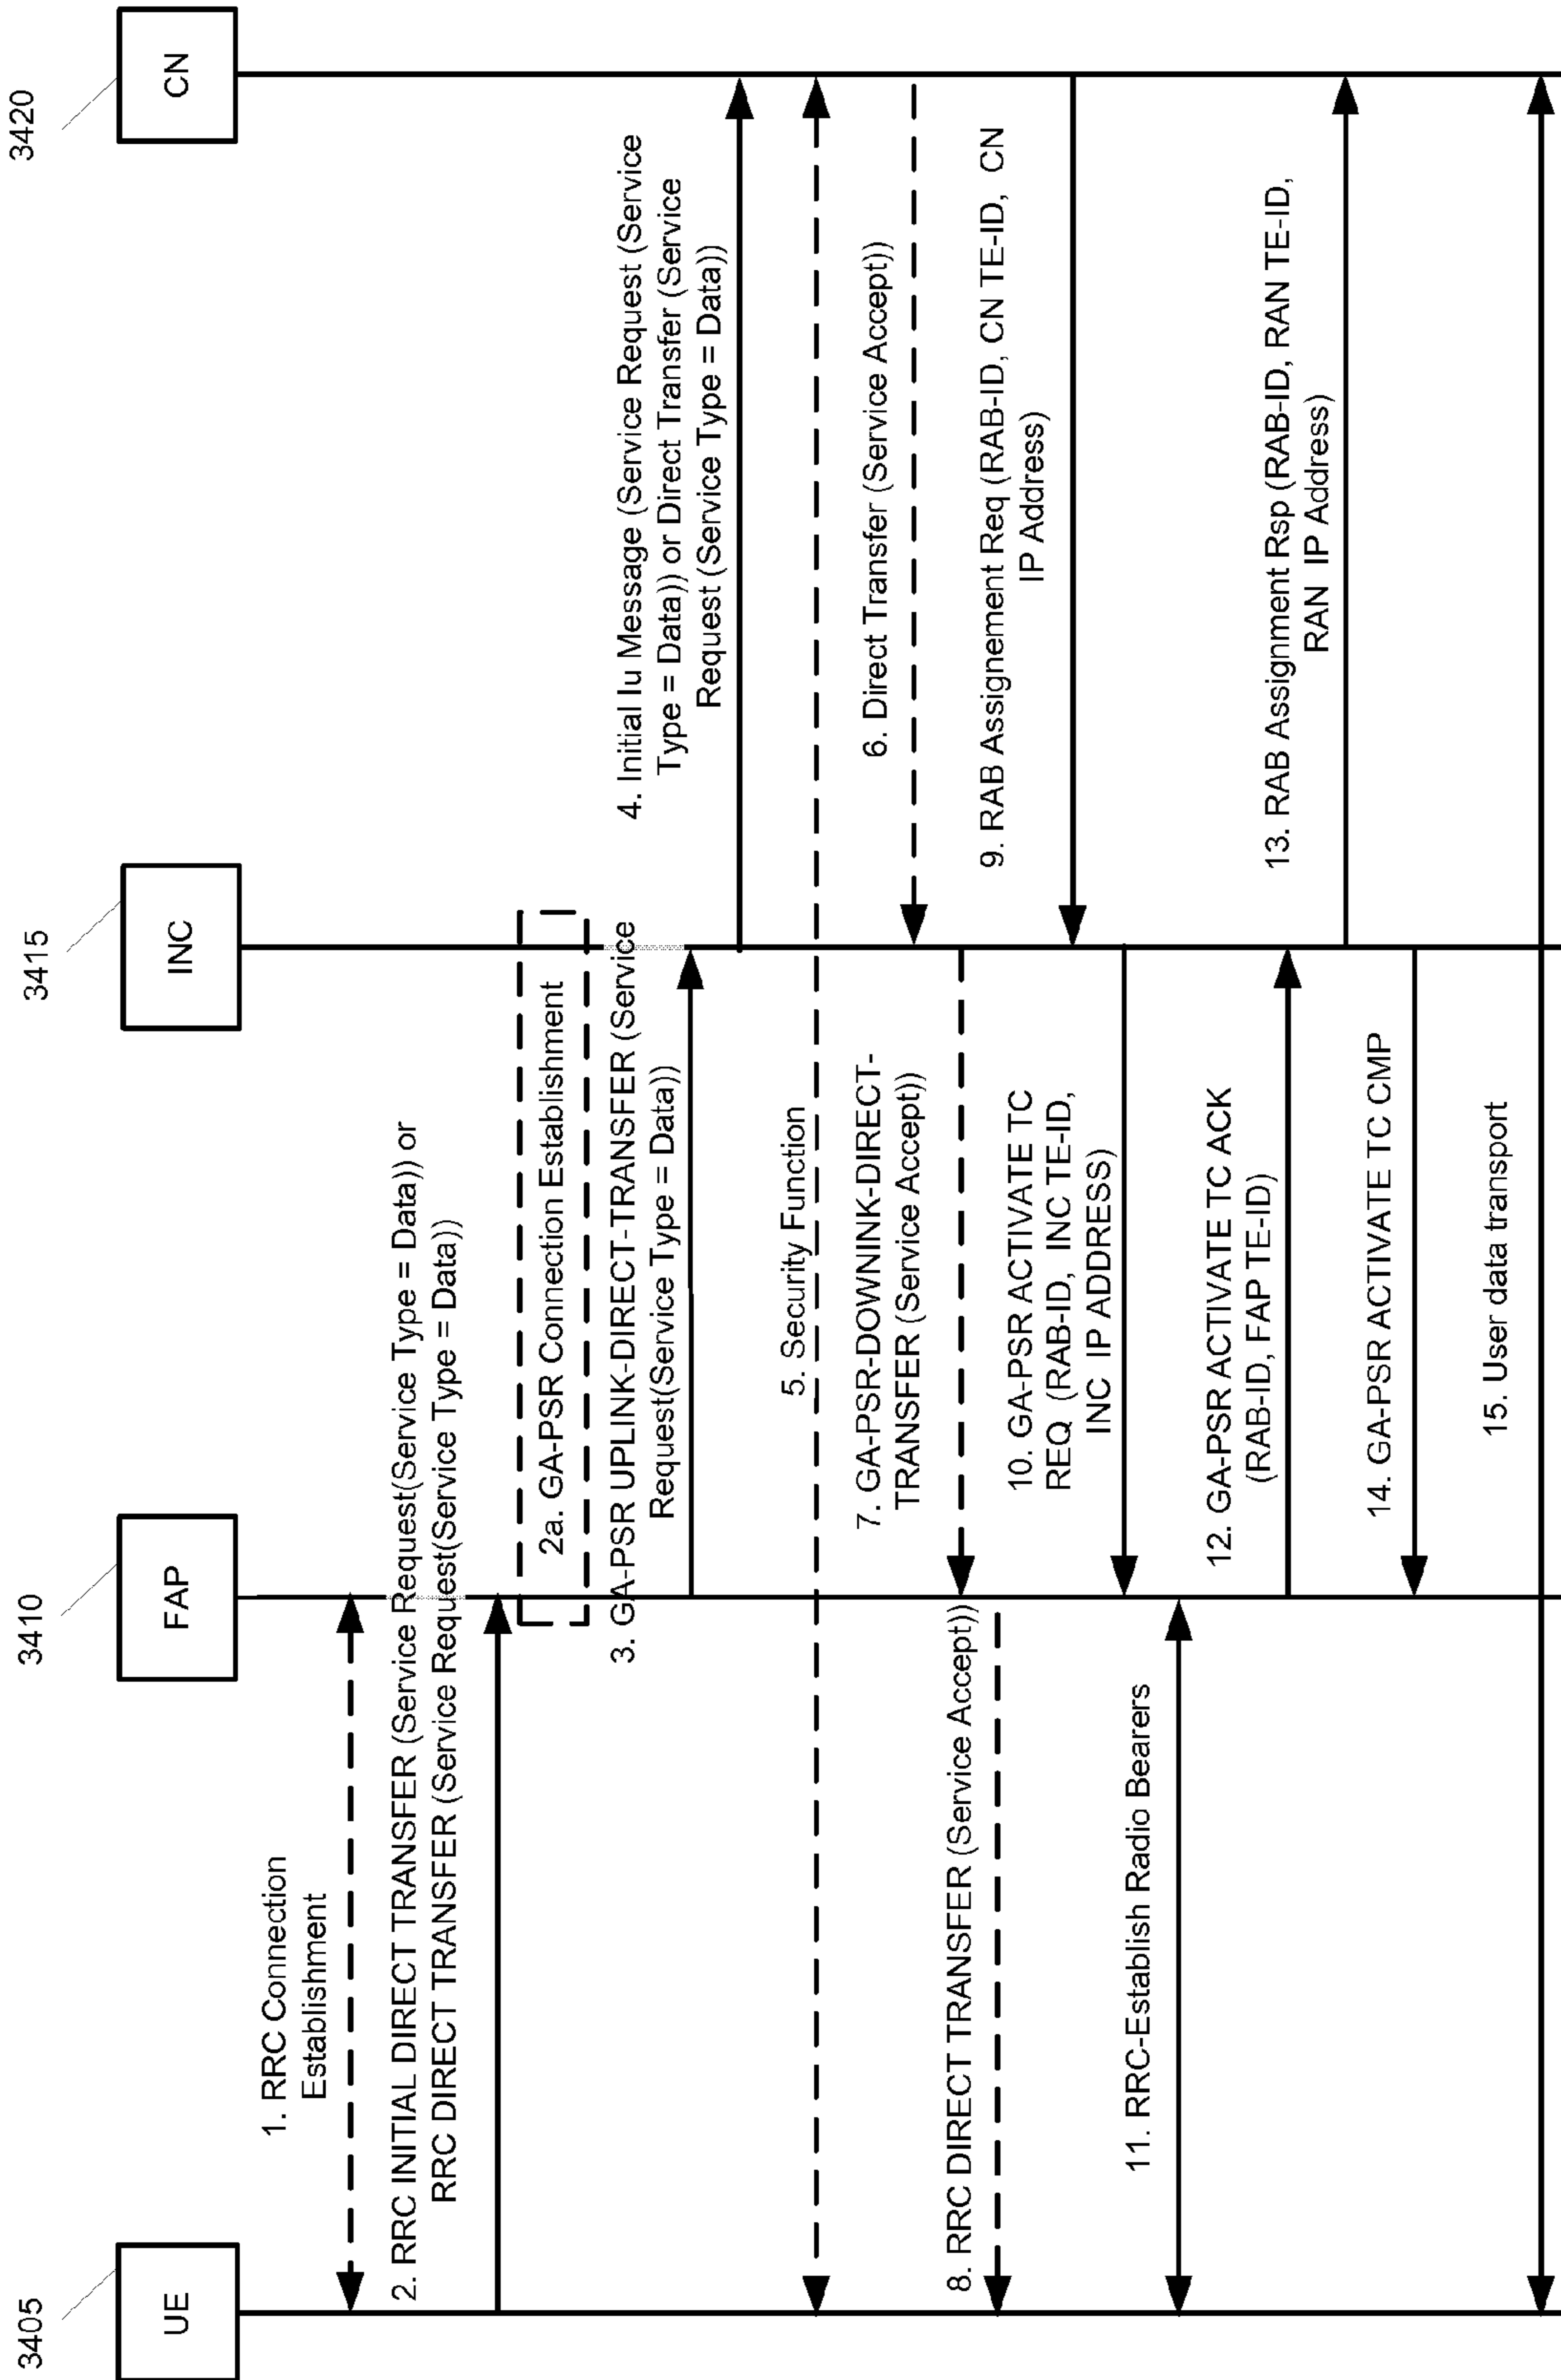 3405
3410
3415
3420
UE
FAP
INC
CN
1. RRC Connection
Establishment
2. RRC INITIAL DIRECT TRANSFER (Service Request(Service Type = Data)) or
RRC DIRECT TRANSFER (Service Request(Service Type = Data))
2a. GA-PSR Connection Establishment
3. GA-PSR UPLINK-DIRECT-TRANSFER (Service
Request(Service Type = Data))
4. Initial Iu Message (Service Request (Service
Type = Data)) or Direct Transfer (Service
Request (Service Type = Data))
5. Security Function
6. Direct Transfer (Service Accept))
7. GA-PSR-DOWNINK-DIRECT-
TRANSFER (Service Accept))
8. RRC DIRECT TRANSFER (Service Accept))
9. RAB Assignement Req (RAB-ID, CN TE-ID, CN
IP Address)
10. GA-PSR ACTIVATE TC
REQ (RAB-ID, INC TE-ID,
INC IP ADDRESS)
11. RRC-Establish Radio Bearers
12. GA-PSR ACTIVATE TC ACK
(RAB-ID, FAP TE-ID)
13. RAB Assignment Rsp (RAB-ID, RAN TE-ID,
RAN IP Address)
14. GA-PSR ACTIVATE TC CMP
15. User data transport